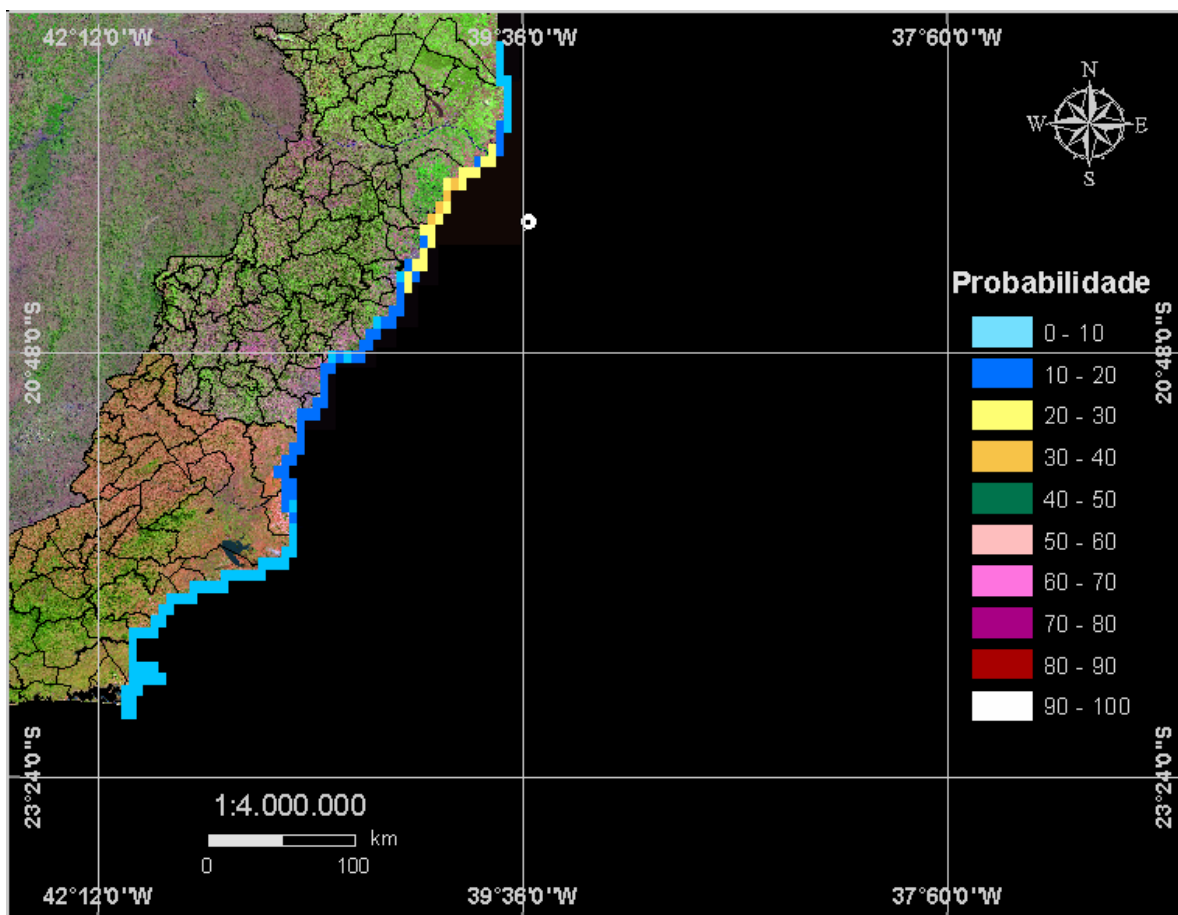 42°12'0"W 39°36'0"W 37°60'0"W
N
W E
S
Probabilidade
0 - 10
20°48'0"S 20°48'0"S
10 - 20
20 - 30
30 - 40
40 - 50
50 - 60
60 - 70
70 - 80
80 - 90
90 - 100
23°24'0"S 23°24'0"S
1:4.000.000
km
0 100
42°12'0"W 39°36'0"W 37°60'0"W